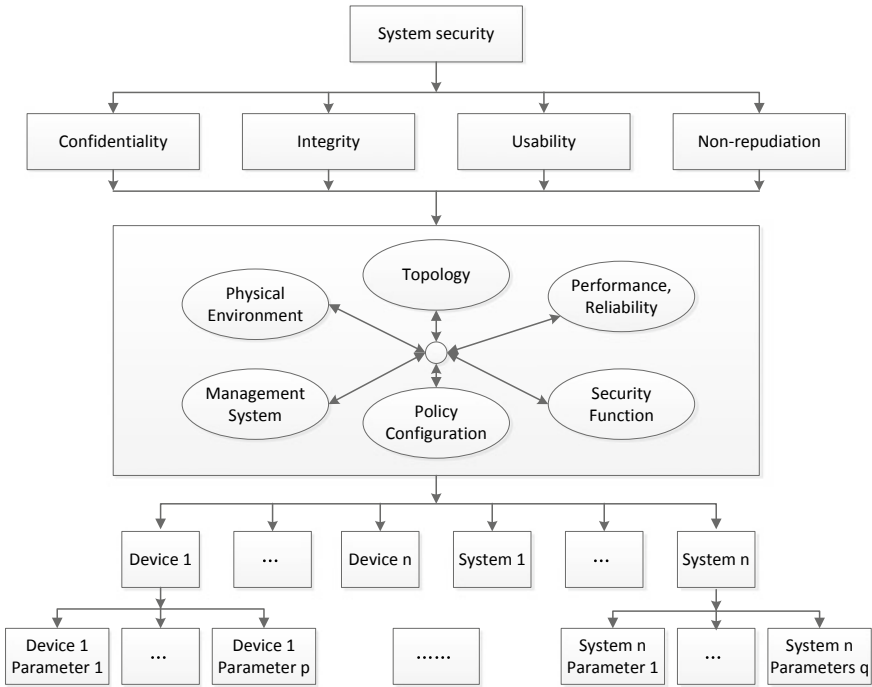 System security
Confidentiality
Integrity
Usability
Non-repudiation
Topology
Physical
Environment
Performance,
Reliability
Management
System
Policy
Configuration
Security
Function
Device 1
...
Device n
System 1
...
System n
Device 1
Parameter 1
...
Device 1
Parameter p
......
System n
Parameter 1
...
System n
Parameters q